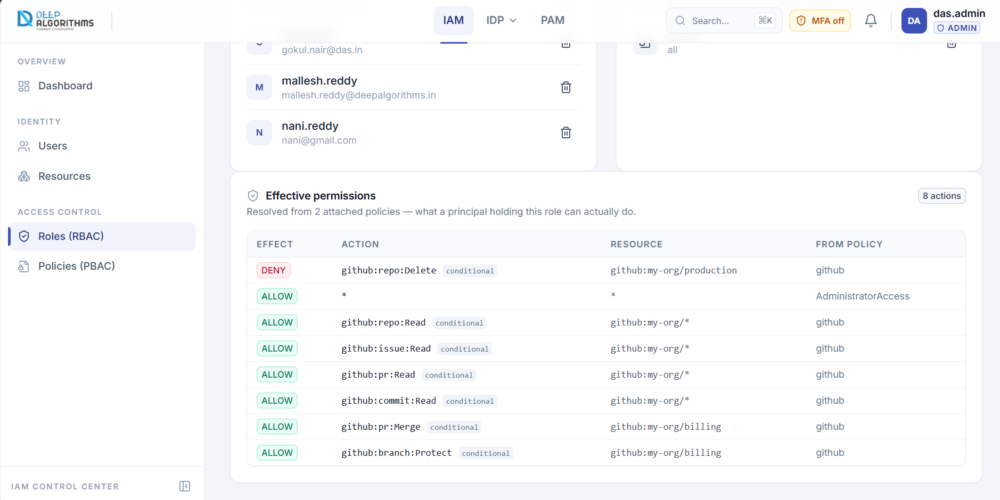 DEEP
ALGORITHMS
Fostering AI, Connecting Minds.
IAM
IDP
PAM
Search...
⌘K
MFA off
DA
das.admin
ADMIN
OVERVIEW
Dashboard
IDENTITY
Users
Resources
ACCESS CONTROL
Roles (RBAC)
Policies (PBAC)
IAM CONTROL CENTER
gokul.nair@das.in
M
mallesh.reddy
mallesh.reddy@deepalgorithms.in
N
nani.reddy
nani@gmail.com
all
Effective permissions
8 actions
Resolved from 2 attached policies — what a principal holding this role can actually do.
EFFECT ACTION RESOURCE FROM POLICY
DENY github:repo:Delete conditional github:my-org/production github
ALLOW * * AdministratorAccess
ALLOW github:repo:Read conditional github:my-org/* github
ALLOW github:issue:Read conditional github:my-org/* github
ALLOW github:pr:Read conditional github:my-org/* github
ALLOW github:commit:Read conditional github:my-org/* github
ALLOW github:pr:Merge conditional github:my-org/billing github
ALLOW github:branch:Protect conditional github:my-org/billing github